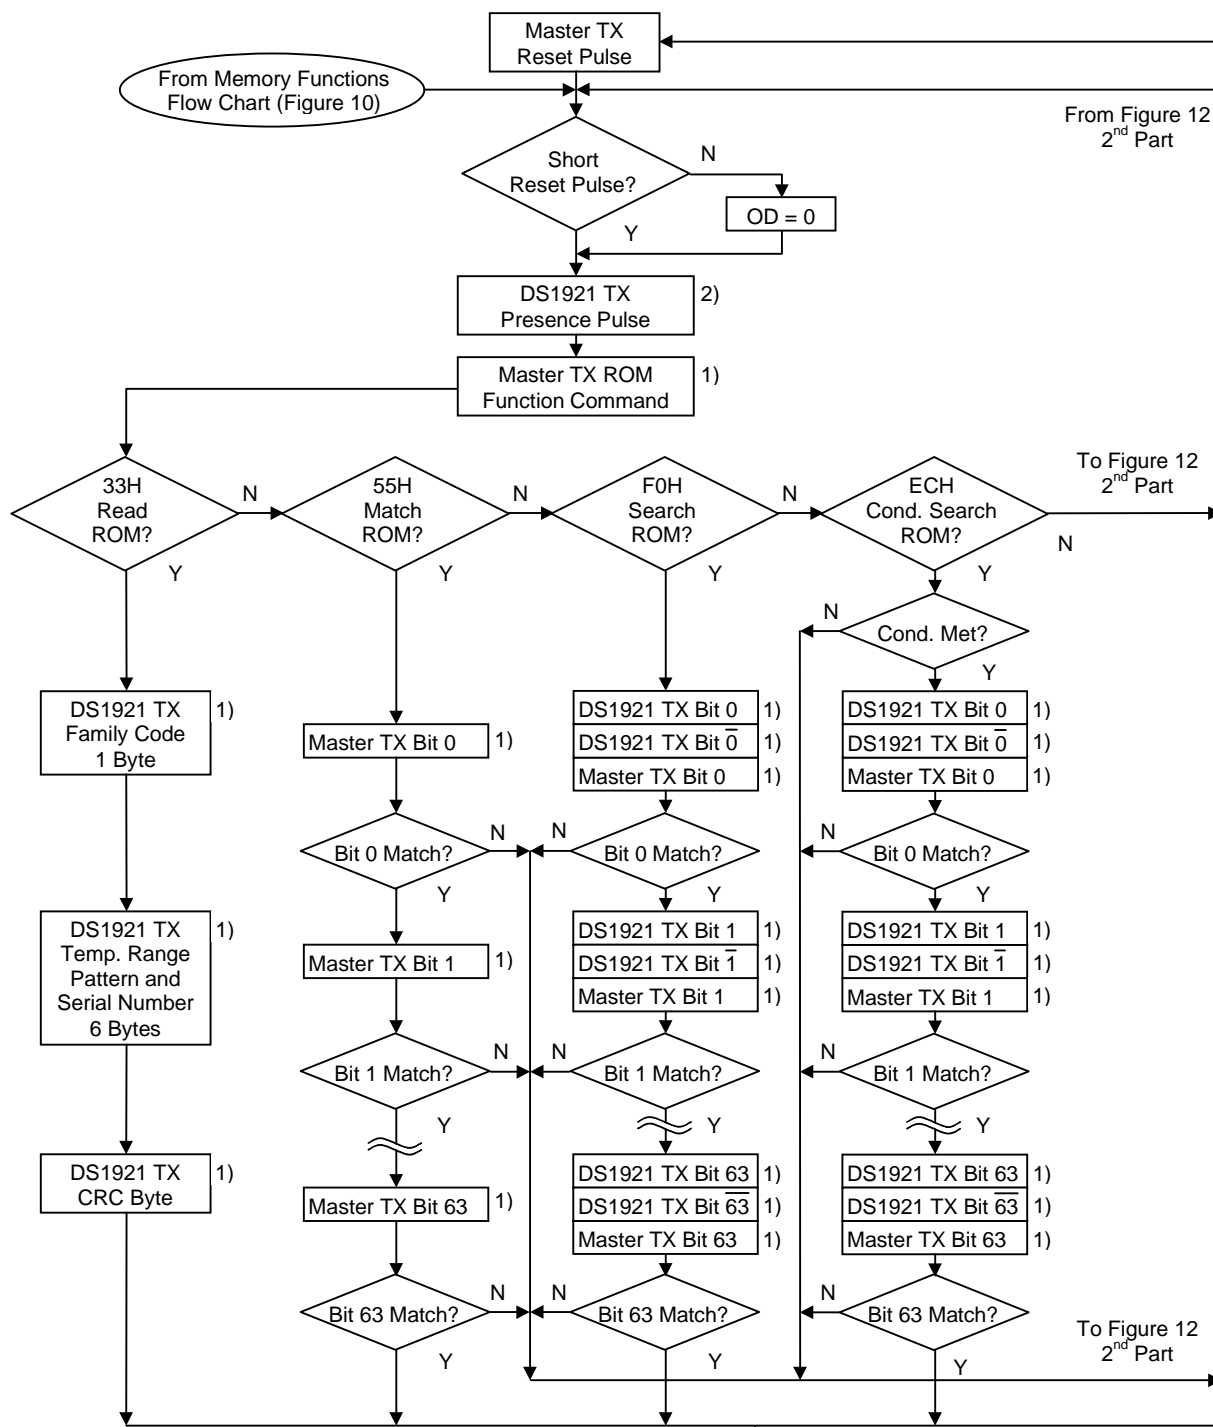 Master TX
Reset Pulse
From Memory Functions
Flow Chart (Figure 10)
From Figure 12
2nd Part
Short
Reset Pulse?
N
OD = 0
Y
DS1921 TX
Presence Pulse
2)
Master TX ROM
Function Command
1)
To Figure 12
2nd Part
33H
Read
ROM?
N
Y
55H
Match
ROM?
N
Y
F0H
Search
ROM?
N
Y
ECH
Cond. Search
ROM?
N
Y
N
Cond. Met?
Y
DS1921 TX
Family Code
1 Byte
1)
Master TX Bit 0
1)
DS1921 TX Bit 0
1)
DS1921 TX Bit 0̅
1)
Master TX Bit 0
1)
DS1921 TX Bit 0
1)
DS1921 TX Bit 0̅
1)
Master TX Bit 0
1)
Bit 0 Match?
N
Y
N
Bit 0 Match?
Y
N
Bit 0 Match?
Y
DS1921 TX
Temp. Range
Pattern and
Serial Number
6 Bytes
1)
Master TX Bit 1
1)
DS1921 TX Bit 1
1)
DS1921 TX Bit 1̅
1)
Master TX Bit 1
1)
DS1921 TX Bit 1
1)
DS1921 TX Bit 1̅
1)
Master TX Bit 1
1)
Bit 1 Match?
N
Y
N
Bit 1 Match?
Y
N
Bit 1 Match?
Y
DS1921 TX
CRC Byte
1)
Master TX Bit 63
1)
DS1921 TX Bit 63
1)
DS1921 TX Bit 6̅3̅
1)
Master TX Bit 63
1)
DS1921 TX Bit 63
1)
DS1921 TX Bit 6̅3̅
1)
Master TX Bit 63
1)
Bit 63 Match?
N
Y
N
Bit 63 Match?
Y
N
Bit 63 Match?
Y
To Figure 12
2nd Part